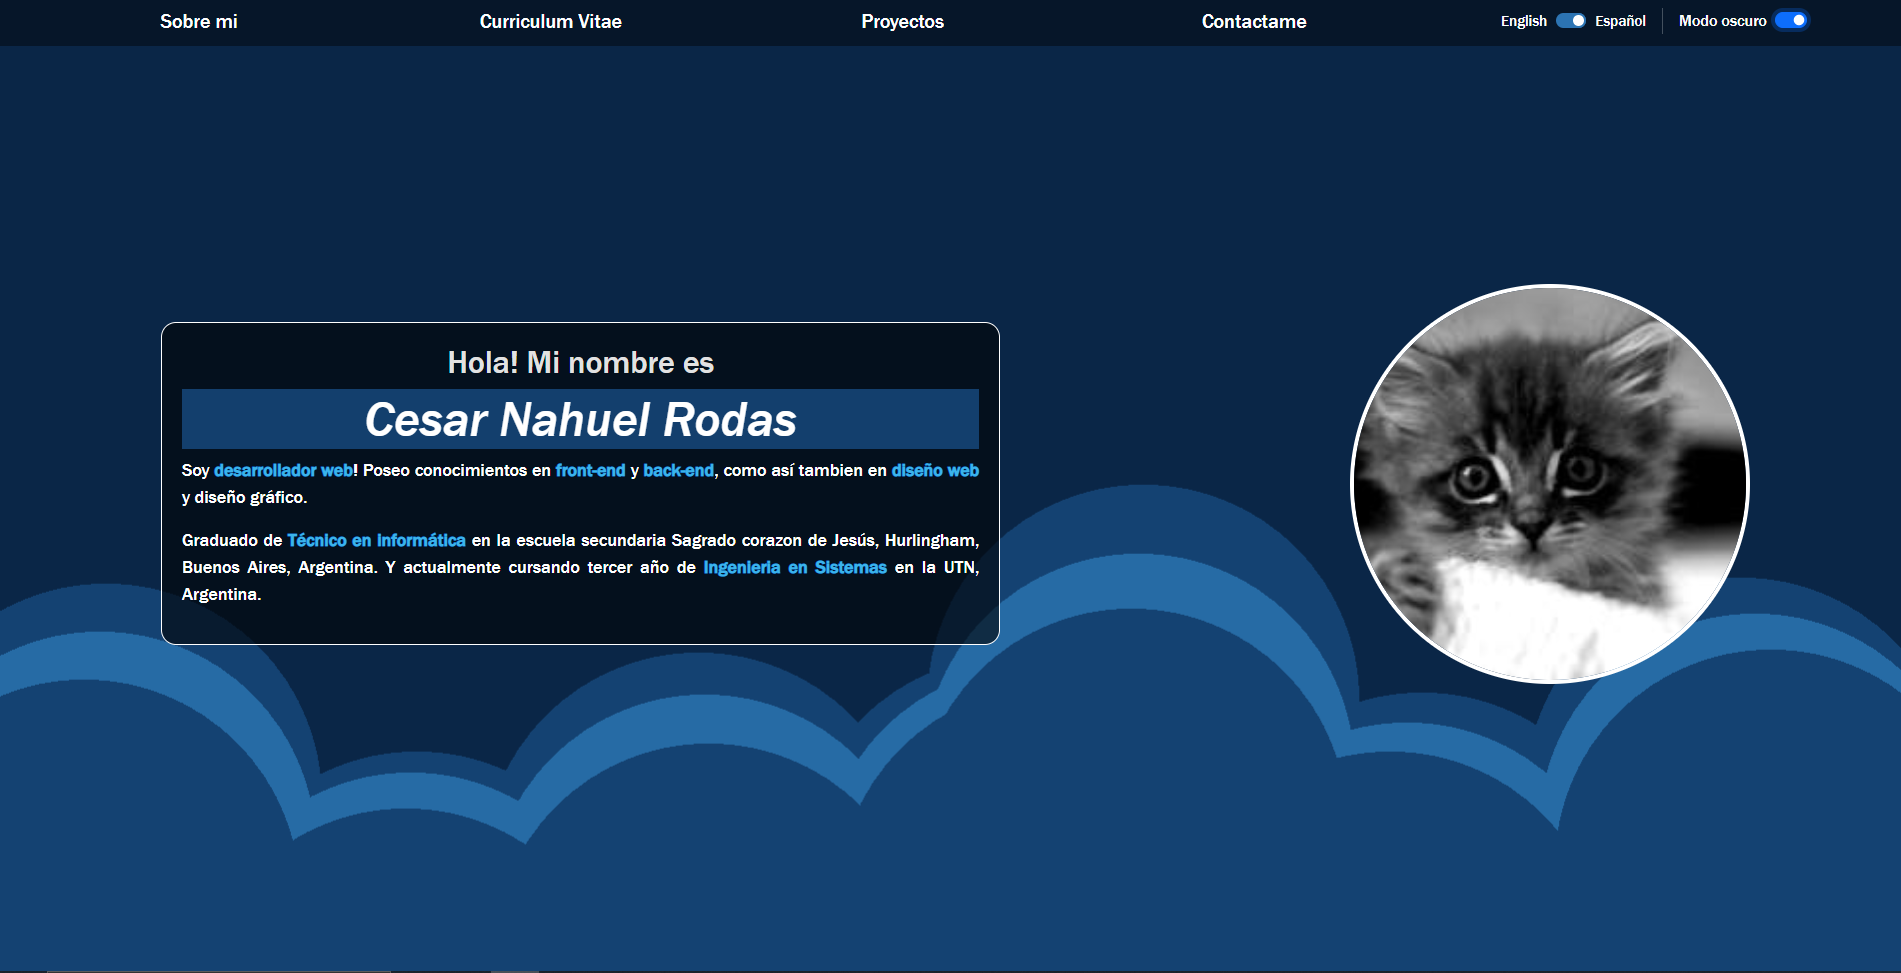 Sobre mi
Curriculum Vitae
Proyectos
Contactame
English
Español
Modo oscuro
Hola! Mi nombre es
Cesar Nahuel Rodas
Soy desarrollador web! Poseo conocimientos en front-end y back-end, como así tambien en diseño web
y diseño gráfico.
Graduado de Técnico en informática en la escuela secundaria Sagrado corazon de Jesús, Hurlingham,
Buenos Aires, Argentina. Y actualmente cursando tercer año de Ingenieria en Sistemas en la UTN,
Argentina.